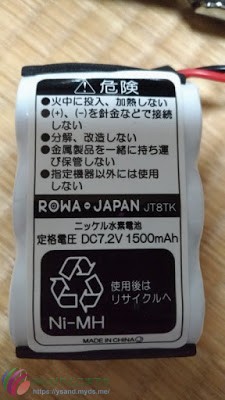 ⚠危険
●火中に投入、加熱しない
●(+)、(-)を針金などで接続
しない
●分解、改造しない
●金属製品を一緒に持ち運
び保管しない
●指定機器以外には使用
しない
ROWA・JAPAN JT8TK
ニッケル水素電池
定格電圧 DC7.2V 1500mAh
使用後は
リサイクルへ
Ni-MH
MADE IN CHINA